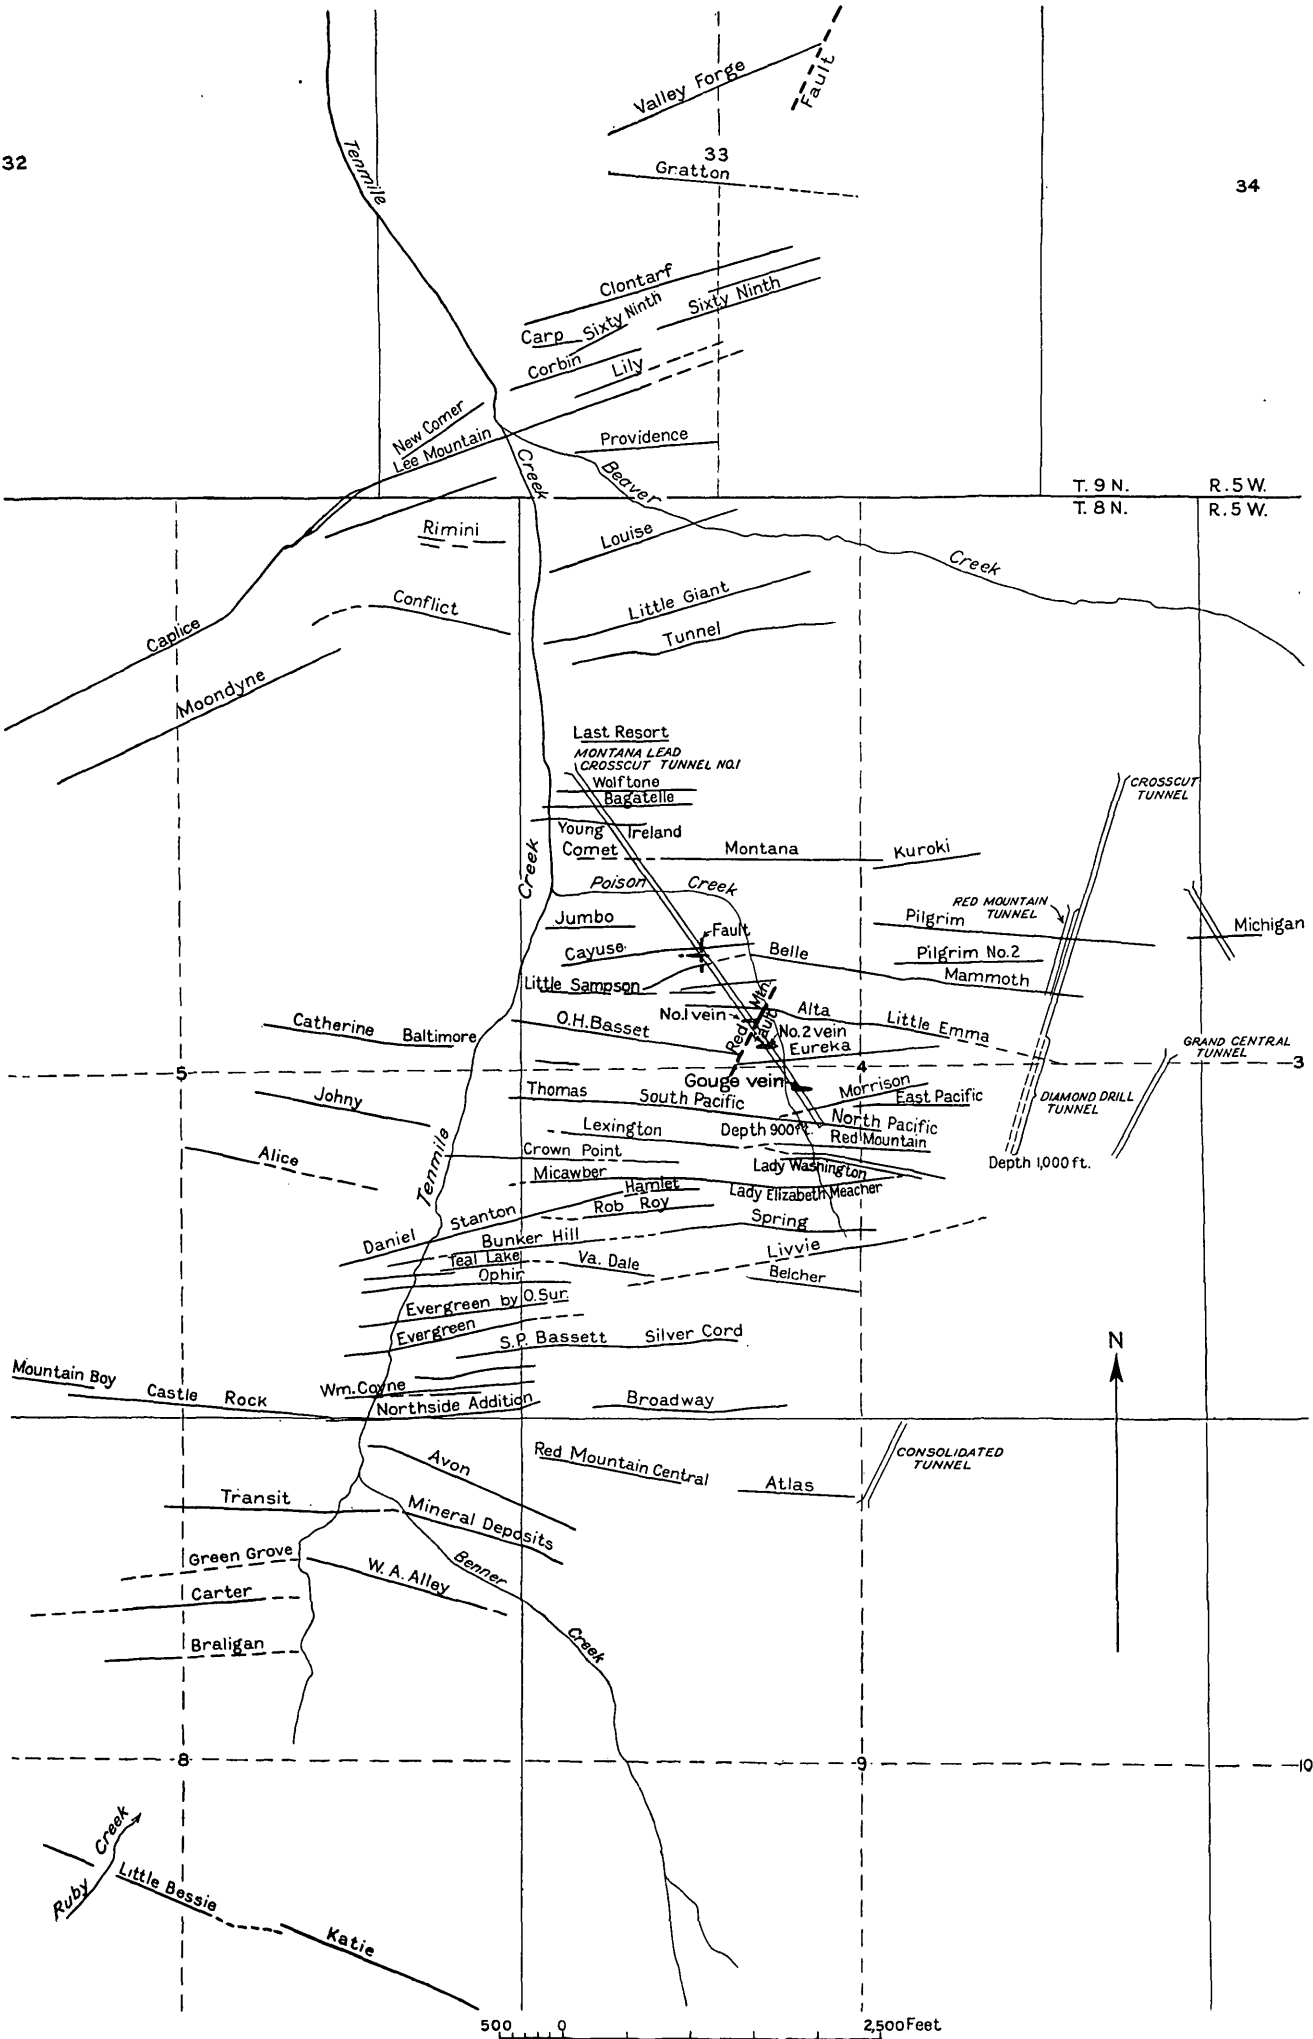 Valley Forge
Fault
Tenmile
32
33
Gratton
34
Clontarf
Sixty Ninth
Sixty Ninth
Carp
Corbin
Lily
New Comer
Lee Mountain
Providence
Creek
Beaver
T. 9 N. R. 5 W.
T. 8 N. R. 5 W.
Rimini
Louise
Creek
Conflict
Little Giant
Caplice
Tunnel
Moondyne
Last Resort
MONTANA LEAD
CROSSCUT TUNNEL NO.1
Wolftone
Bagatelle
CROSSCUT
TUNNEL
Young Ireland
Comet
Montana
Kuroki
Creek
Poison Creek
RED MOUNTAIN
TUNNEL
Jumbo
Pilgrim
Michigan
Fault
Cayuse
Belle
Pilgrim No.2
Mammoth
Little Sampson
No.1 vein
Red Mtn.
Fault
Alta
Little Emma
Catherine Baltimore
O.H. Basset
No.2 vein
Eureka
GRAND CENTRAL
TUNNEL
5
4
3
Gouge vein
Morrison
Johny
Thomas
South Pacific
East Pacific
DIAMOND DRILL
TUNNEL
Lexington
Depth 900 ft.
North Pacific
Red Mountain
Alice
Crown Point
Depth 1,000 ft.
Tenmile
Micawber
Lady Washington
Hamlet
Lady Elizabeth Meacher
Daniel Stanton
Rob Roy
Spring
Bunker Hill
Livvie
Teal Lake
Va. Dale
Ophir
Belcher
Evergreen by O. Sur.
Evergreen
S.P. Bassett
Silver Cord
N
Mountain Boy
Castle Rock
Wm. Coyne
Northside Addition
Broadway
Avon
Red Mountain Central
Atlas
CONSOLIDATED
TUNNEL
Transit
Mineral Deposits
Green Grove
W. A. Alley
Benner
Carter
Creek
Braligan
8
9
10
Ruby Creek
Little Bessie
Katie
500 0 2,500 Feet